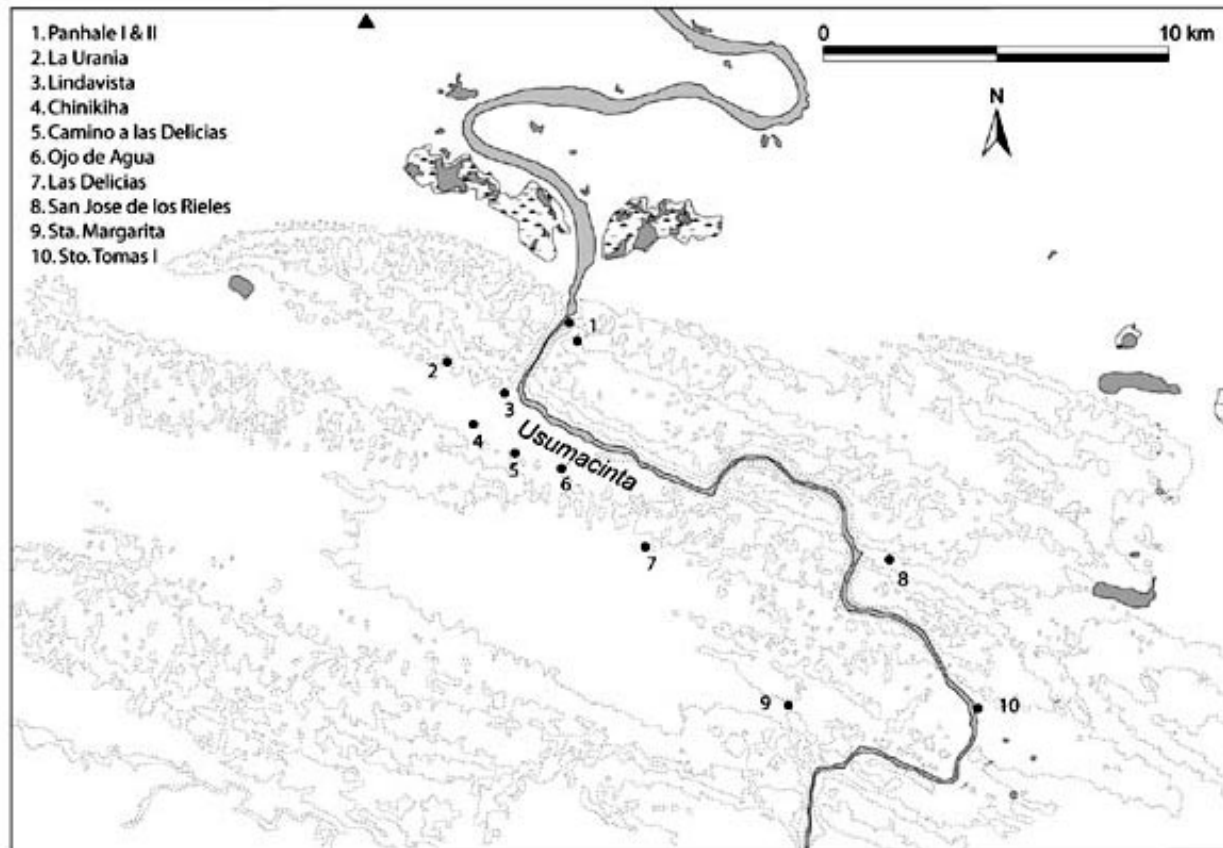 1. Panhale I & II
2. La Urania
3. Lindavista
4. Chinikiha
5. Camino a las Delicias
6. Ojo de Agua
7. Las Delicias
8. San Jose de los Rieles
9. Sta. Margarita
10. Sto. Tomas I
0 10 km
N
1
2
3
4
5
6
Usumacinta
7
8
9
10